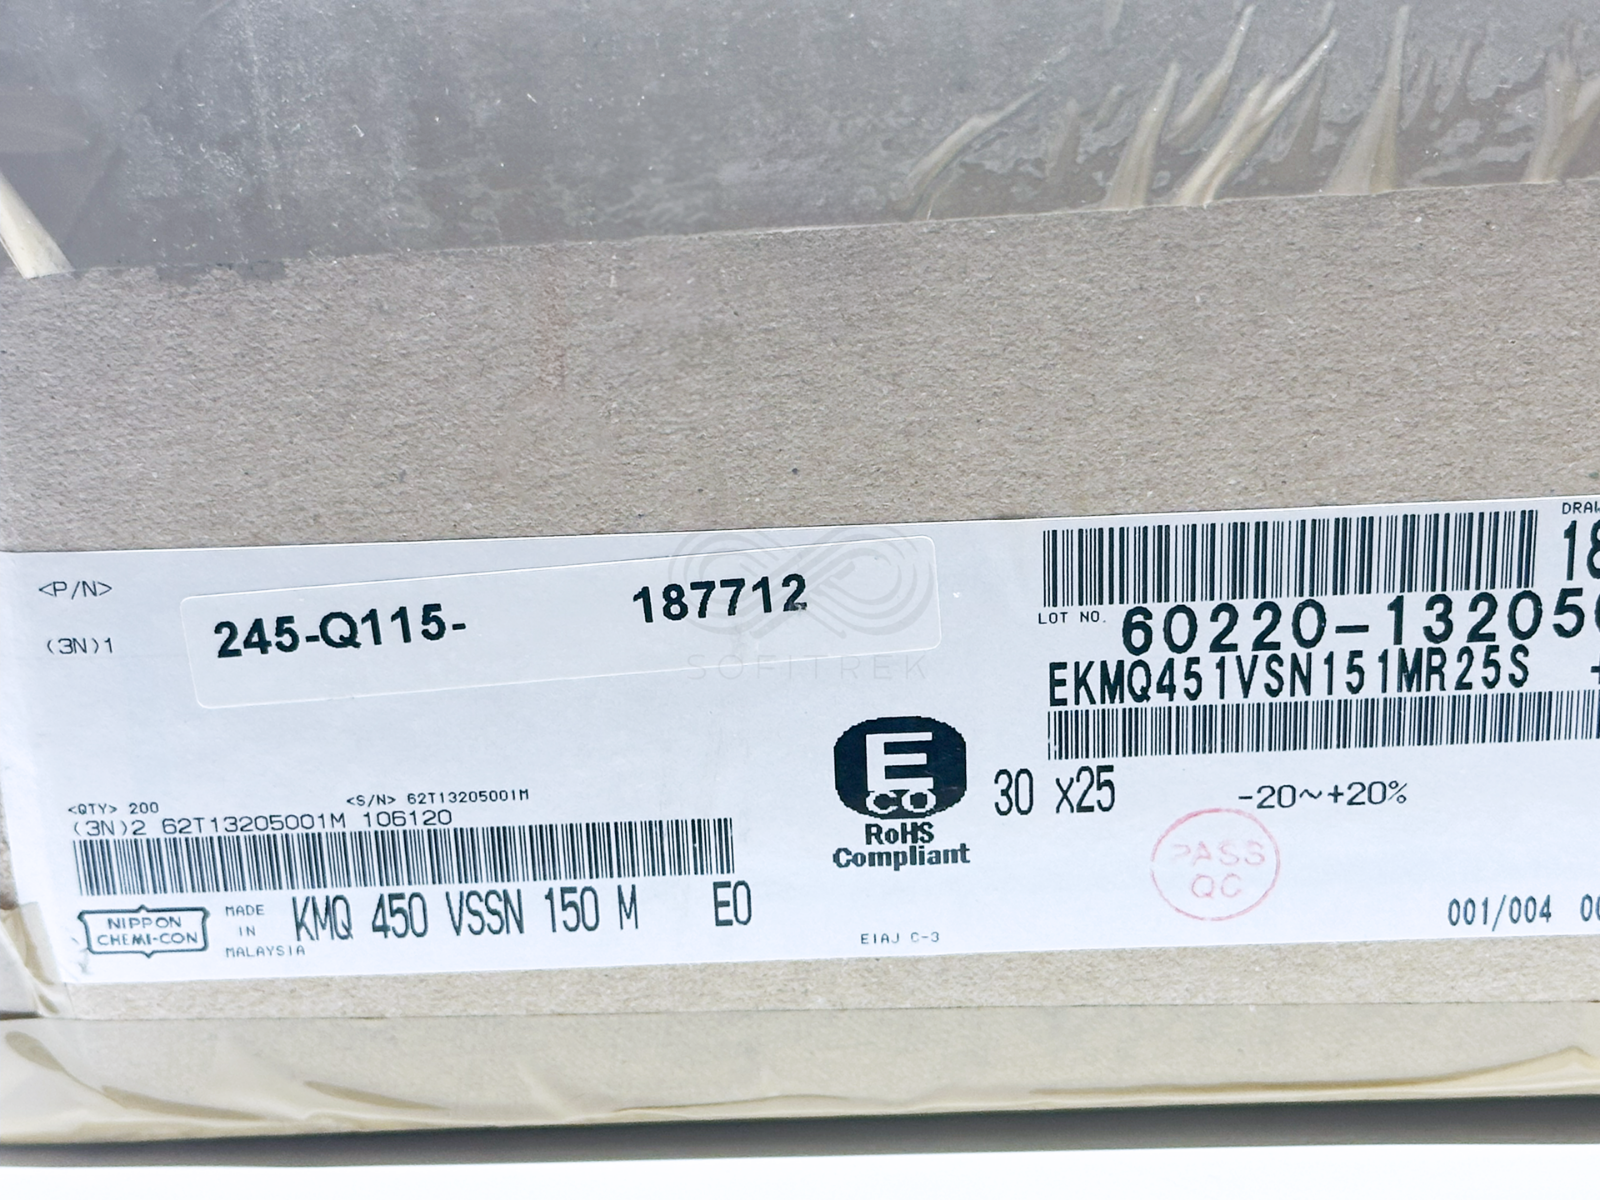 <P/N>
(3N)1
245-Q115-
187712
SOFITREK
LOT NO.
60220-13205
EKMQ451VSN151MR25S
E
CO
RoHS
Compliant
30 x25
-20~+20%
PASS
QC
<QTY> 200
<S/N> 62T13205001M
(3N)2 62T13205001M 106120
NIPPON
CHEMI-CON
MADE
IN
MALAYSIA
KMQ 450 VSSN 150 M
E0
EIAJ C-3
001/004